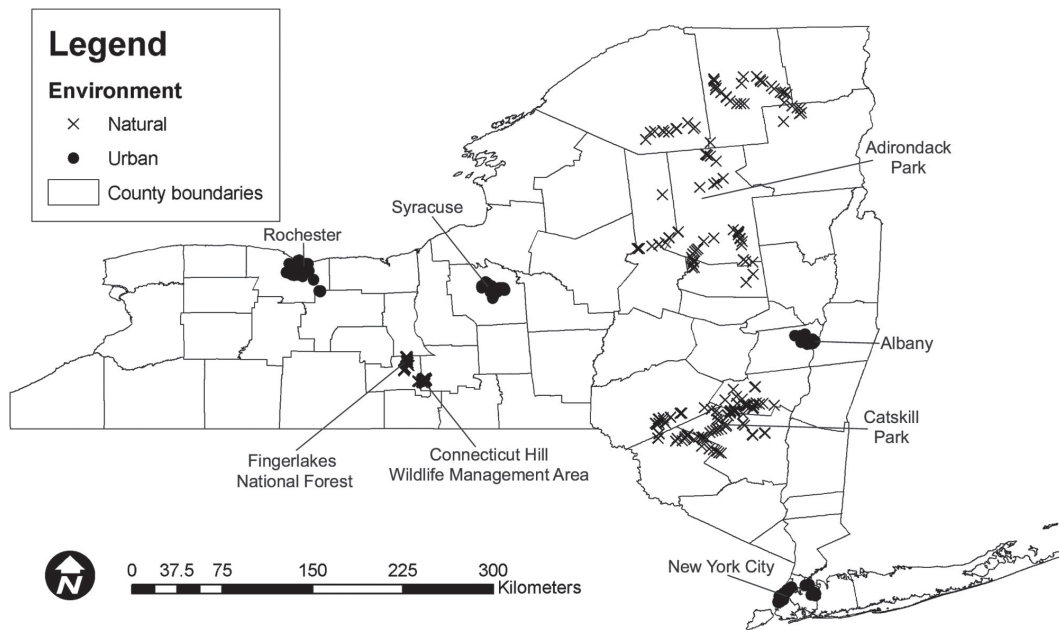 Legend
Environment
Natural
Urban
County boundaries
Adirondack
Park
Syracuse
Rochester
Albany
Catskill
Park
Fingerlakes
National Forest
Connecticut Hill
Wildlife Management Area
New York City
N
0 37.5 75 150 225 300
Kilometers